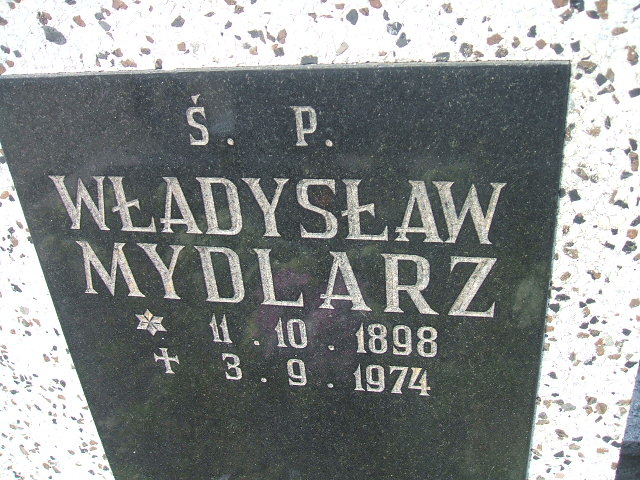 Ś. P.
WŁADYSŁAW
MYDLARZ
11. 10. 1898
3. 9. 1974